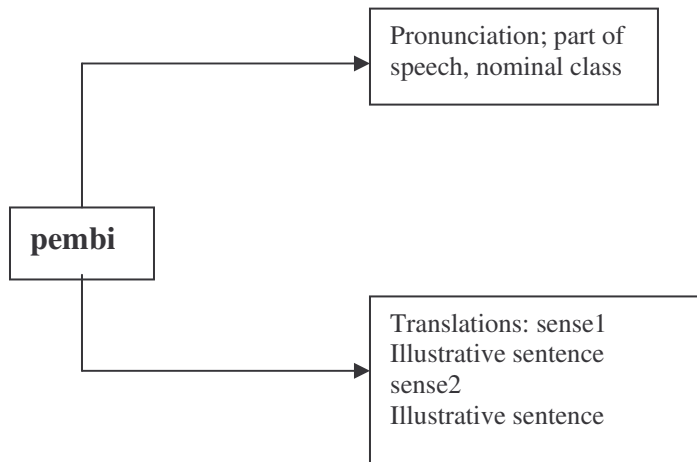 Pronunciation; part of
speech, nominal class
pembi
Translations: sense1
Illustrative sentence
sense2
Illustrative sentence